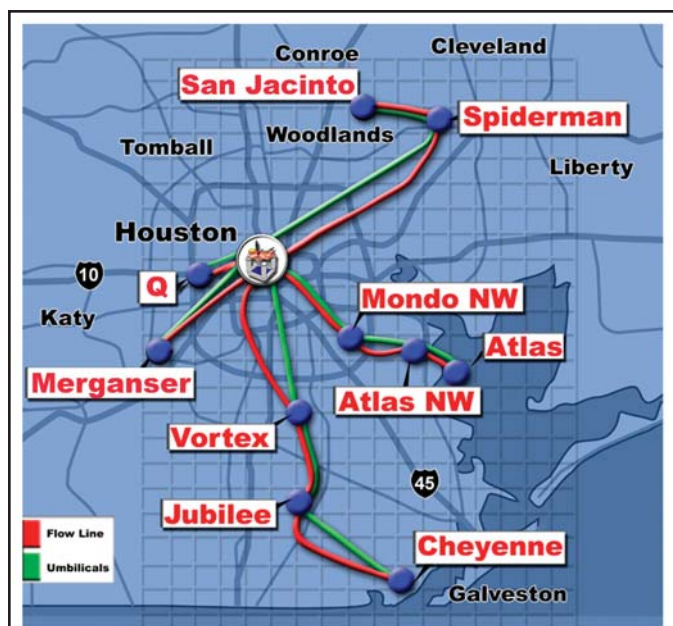 Conroe
Cleveland
San Jacinto
Spiderman
Woodlands
Tomball
Liberty
Houston
10
Q
Katy
Mondo NW
Atlas
Merganser
Atlas NW
Vortex
45
Jubilee
Cheyenne
Flow Line
Umbilicals
Galveston